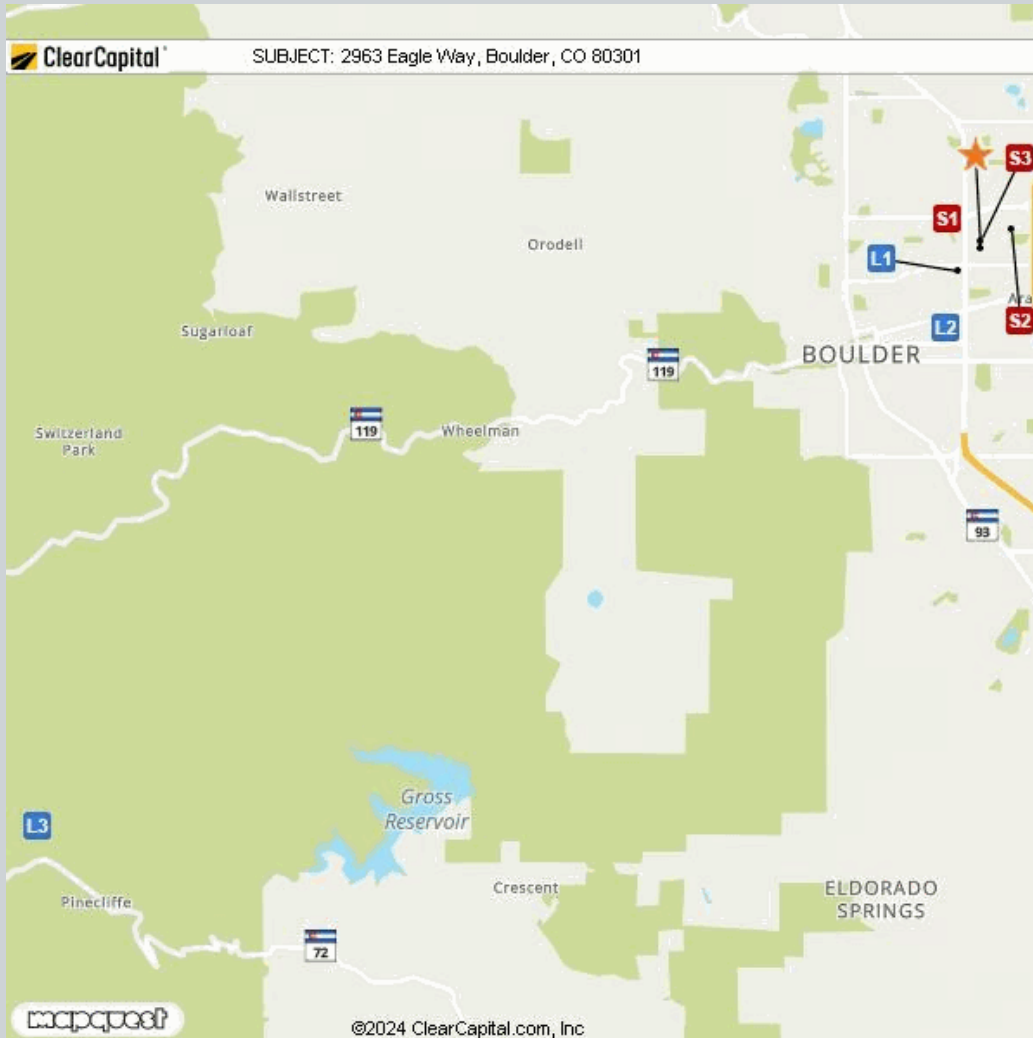 ClearCapital
SUBJECT: 2963 Eagle Way, Boulder, CO 80301
S3
Wallstreet
S1
Orodell
L1
Ara
S2
L2
Sugarloaf
BOULDER
119
119
Switzerland
Park
Wheelman
93
Gross
Reservoir
L3
Crescent
ELDORADO
SPRINGS
Pinecliffe
72
mapquest
©2024 ClearCapital.com, Inc